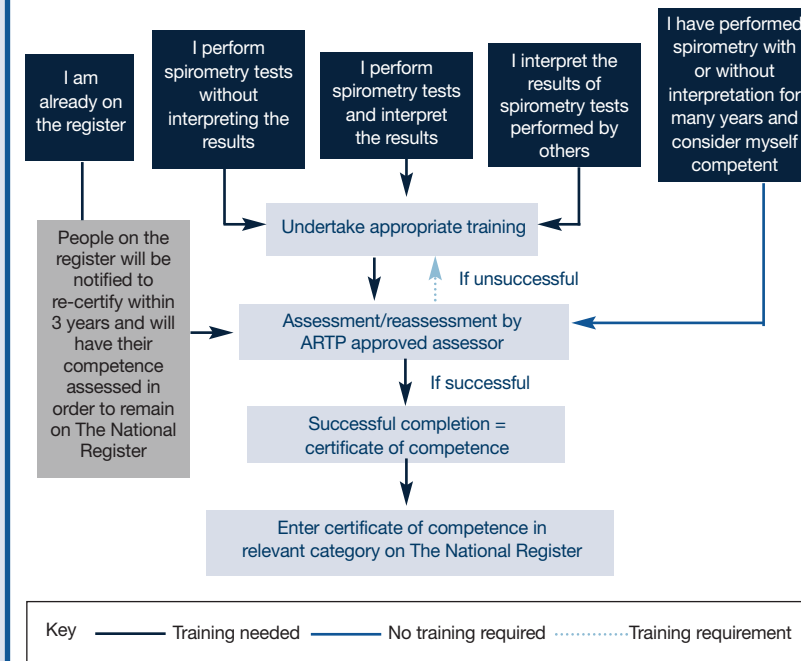 I am
already on
the register
I perform
spirometry tests
without
interpreting the
results
I perform
spirometry tests
and interpret
the results
I interpret the
results of
spirometry tests
performed by
others
I have performed
spirometry with
or without
interpretation for
many years and
consider myself
competent
People on the
register will be
notified to
re-certify within
3 years and will
have their
competence
assessed in
order to remain
on The National
Register
Undertake appropriate training
If unsuccessful
Assessment/reassessment by
ARTP approved assessor
If successful
Successful completion =
certificate of competence
Enter certificate of competence in
relevant category on The National Register
Key Training needed No training required Training requirement